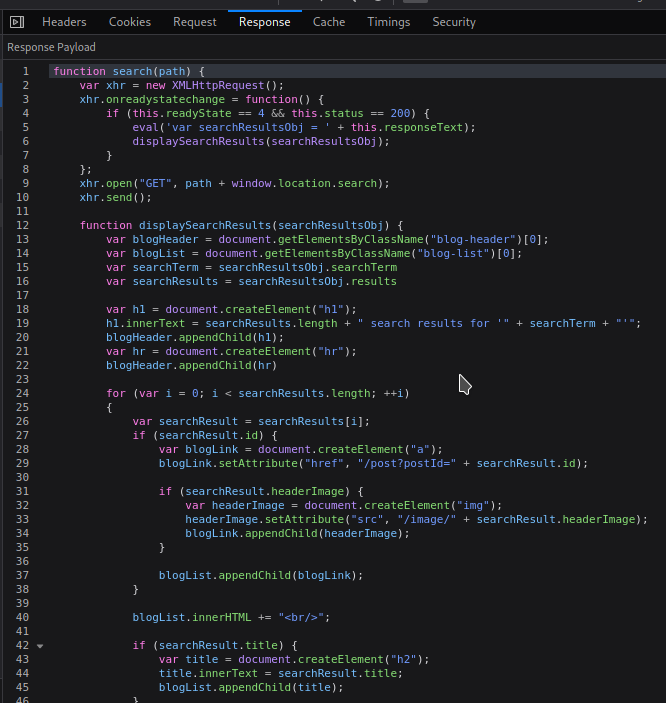 Headers Cookies Request Response Cache Timings Security
Response Payload
1 function search(path) {
2 var xhr = new XMLHttpRequest();
3 xhr.onreadystatechange = function() {
4 if (this.readyState == 4 && this.status == 200) {
5 eval('var searchResultsObj = ' + this.responseText);
6 displaySearchResults(searchResultsObj);
7 }
8 };
9 xhr.open("GET", path + window.location.search);
10 xhr.send();
11
12 function displaySearchResults(searchResultsObj) {
13 var blogHeader = document.getElementsByClassName("blog-header")[0];
14 var blogList = document.getElementsByClassName("blog-list")[0];
15 var searchTerm = searchResultsObj.searchTerm
16 var searchResults = searchResultsObj.results
17
18 var h1 = document.createElement("h1");
19 h1.innerText = searchResults.length + " search results for '" + searchTerm + "'";
20 blogHeader.appendChild(h1);
21 var hr = document.createElement("hr");
22 blogHeader.appendChild(hr)
23
24 for (var i = 0; i < searchResults.length; ++i)
25 {
26 var searchResult = searchResults[i];
27 if (searchResult.id) {
28 var blogLink = document.createElement("a");
29 blogLink.setAttribute("href", "/post?postId=" + searchResult.id);
30
31 if (searchResult.headerImage) {
32 var headerImage = document.createElement("img");
33 headerImage.setAttribute("src", "/image/" + searchResult.headerImage);
34 blogLink.appendChild(headerImage);
35 }
36
37 blogList.appendChild(blogLink);
38 }
39
40 blogList.innerHTML += "<br/>";
41
42 if (searchResult.title) {
43 var title = document.createElement("h2");
44 title.innerText = searchResult.title;
45 blogList.appendChild(title);
46 }